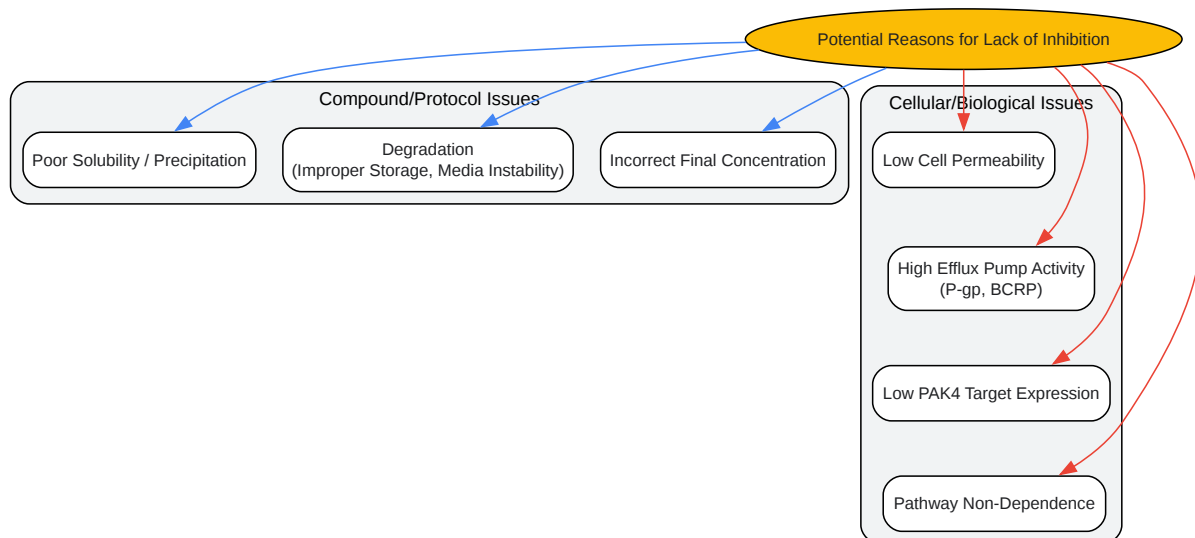 Potential Reasons for Lack of Inhibition
Compound/Protocol Issues
Poor Solubility / Precipitation
Degradation
(Improper Storage, Media Instability)
Incorrect Final Concentration
Cellular/Biological Issues
Low Cell Permeability
High Efflux Pump Activity
(P-gp, BCRP)
Low PAK4 Target Expression
Pathway Non-Dependence